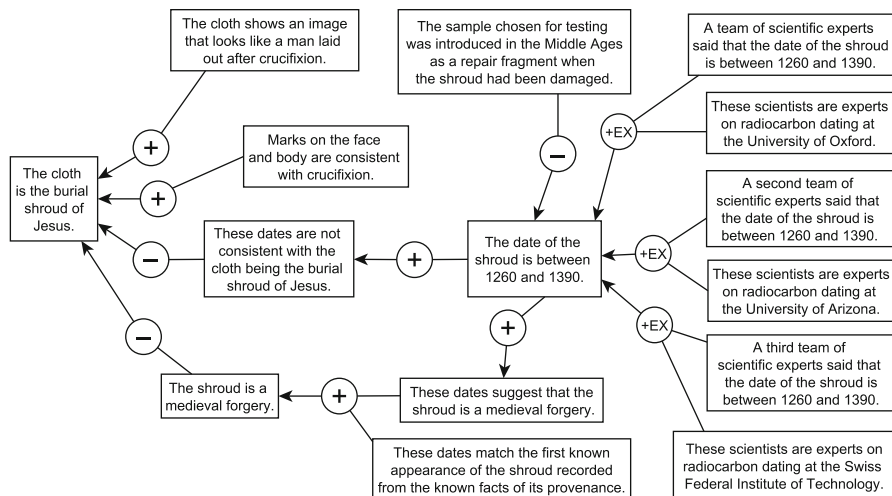 The cloth shows an image
that looks like a man laid
out after crucifixion.
The sample chosen for testing
was introduced in the Middle Ages
as a repair fragment when
the shroud had been damaged.
A team of scientific experts
said that the date of the shroud
is between 1260 and 1390.
These scientists are experts
on radiocarbon dating at
the University of Oxford.
+EX
+
−
Marks on the face
and body are consistent
with crucifixion.
+
The cloth
is the burial
shroud of
Jesus.
−
These dates are not
consistent with the
cloth being the burial
shroud of Jesus.
+
The date of the
shroud is between
1260 and 1390.
A second team of
scientific experts said that
the date of the shroud is
between 1260 and 1390.
+EX
These scientists are experts
on radiocarbon dating at
the University of Arizona.
+
−
+EX
A third team of
scientific experts said that
the date of the shroud is
between 1260 and 1390.
The shroud is a
medieval forgery.
+
These dates suggest that the
shroud is a medieval forgery.
These dates match the first known
appearance of the shroud recorded
from the known facts of its provenance.
These scientists are experts on
radiocarbon dating at the Swiss
Federal Institute of Technology.